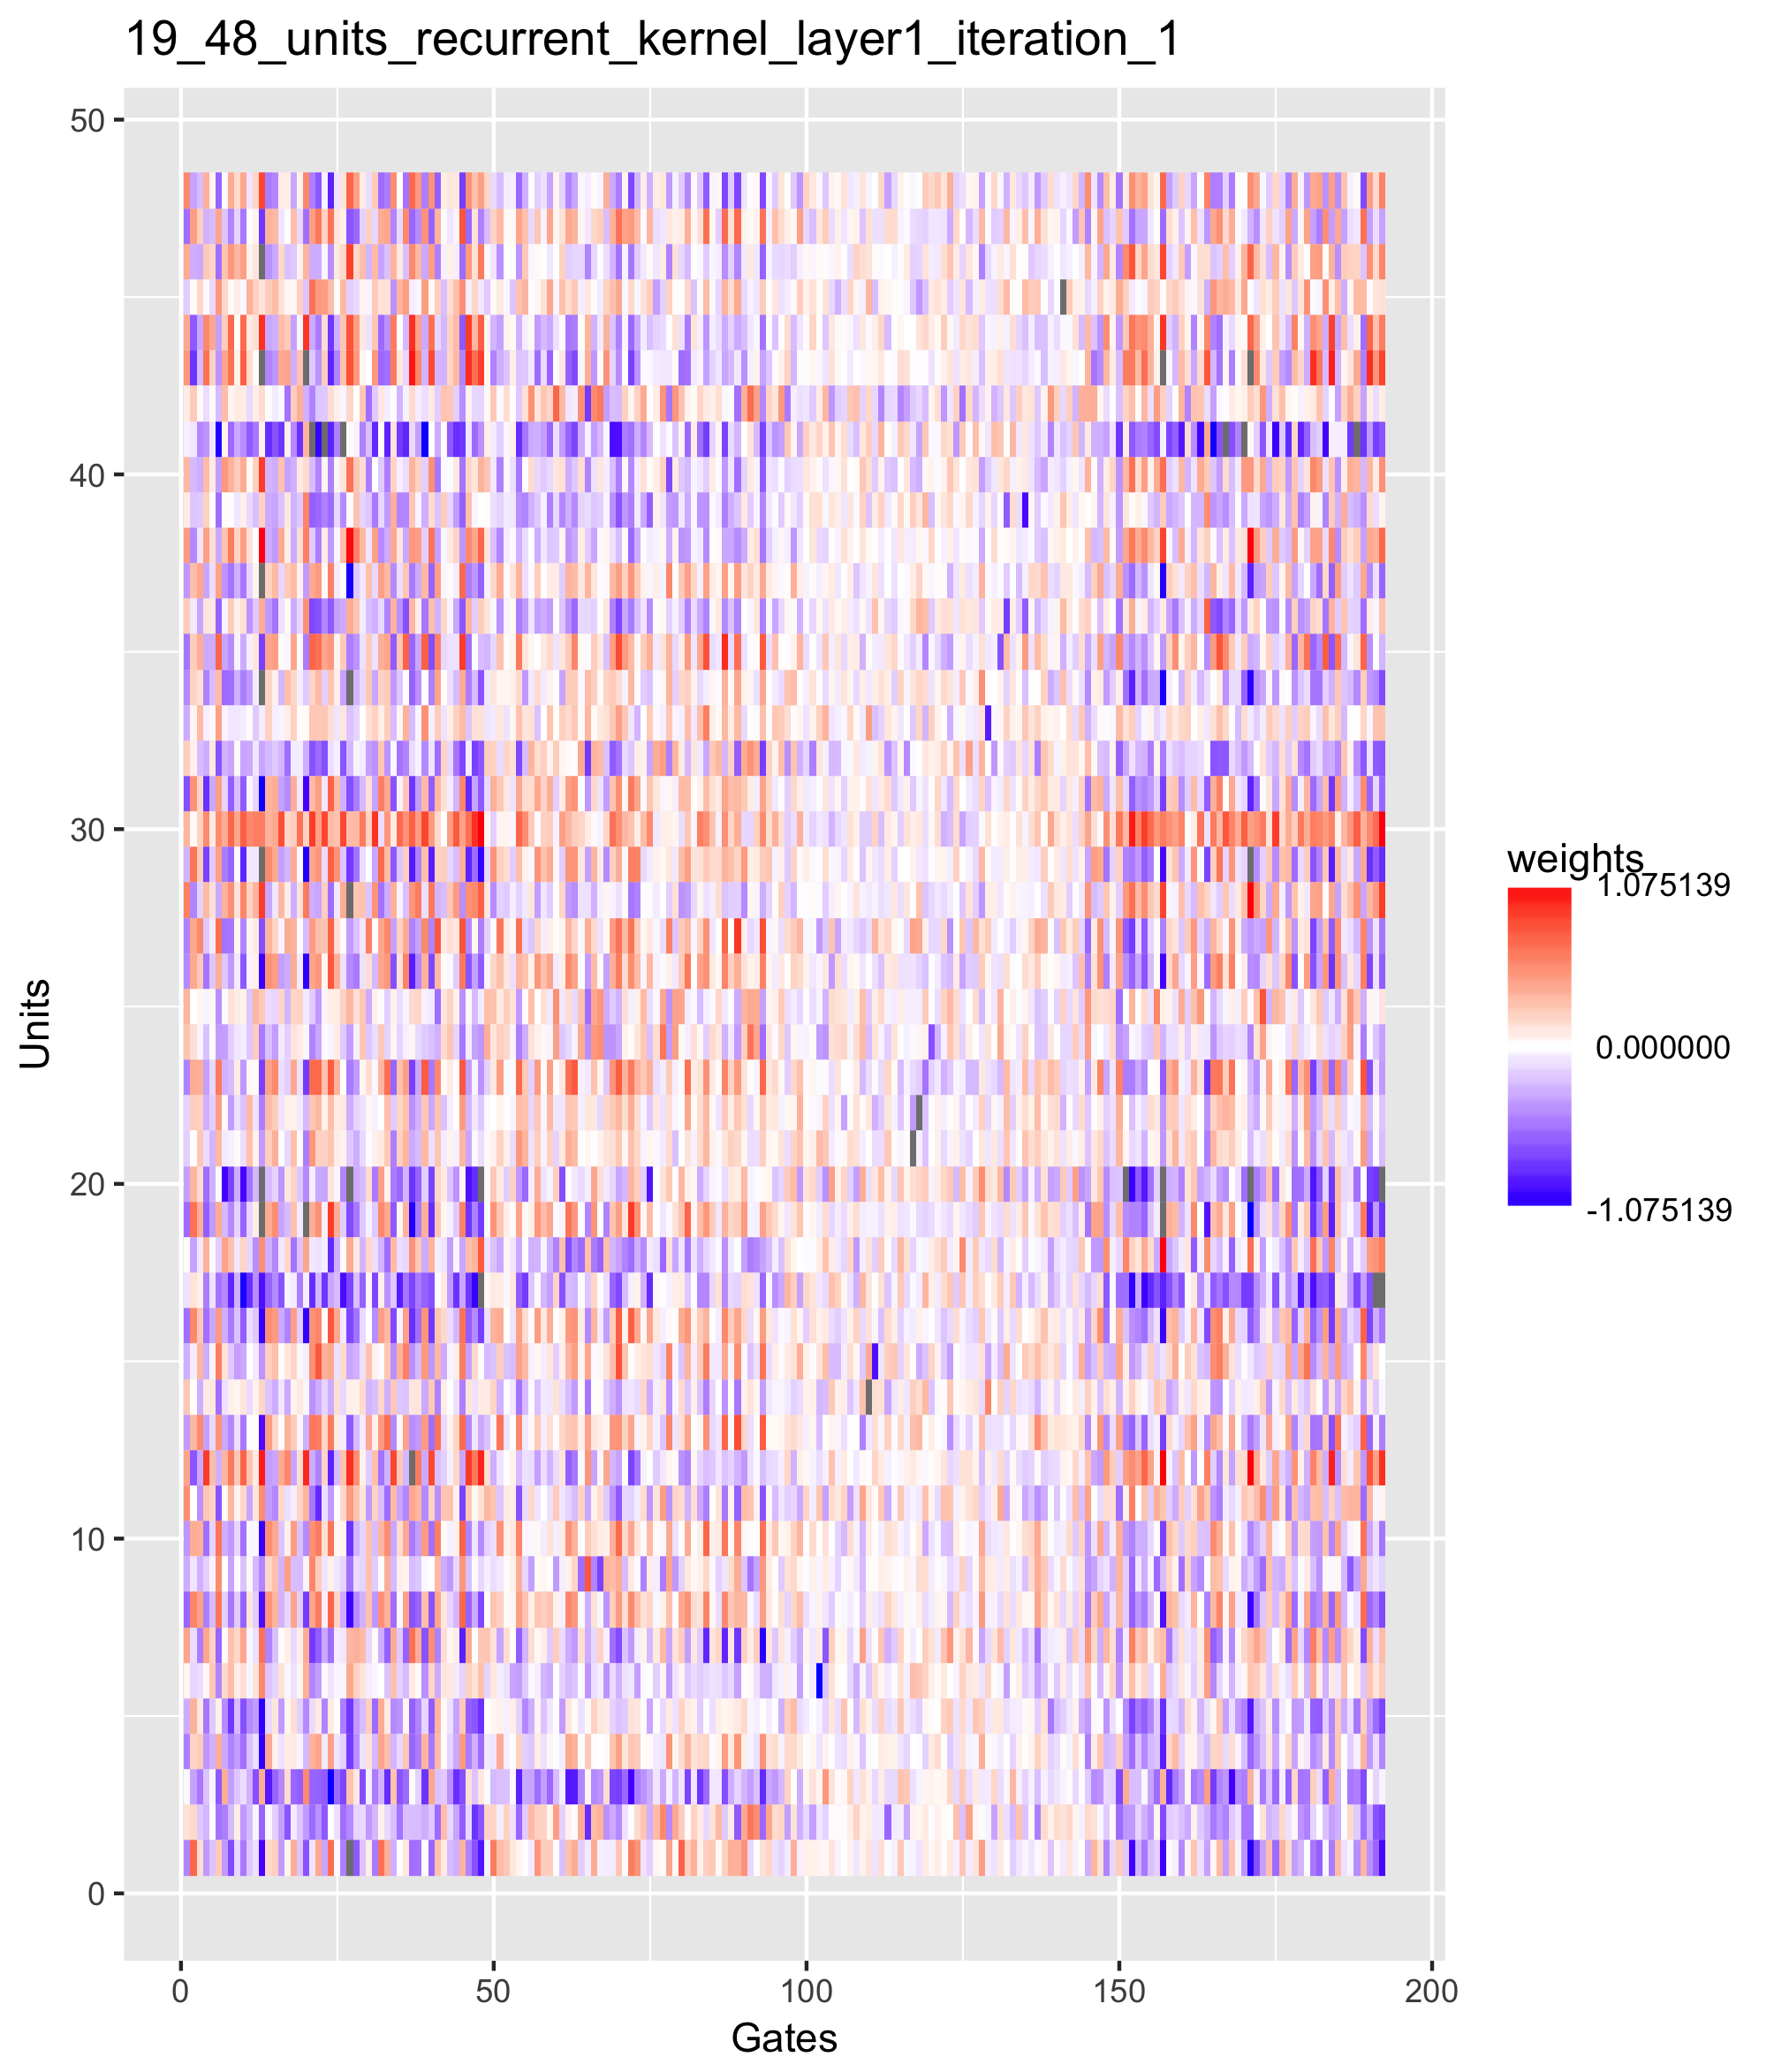 19_48_units_recurrent_kernel_layer1_iteration_1
50
40
30
20
10
0
Units
0 50 100 150 200
Gates
weights
1.075139
0.000000
-1.075139